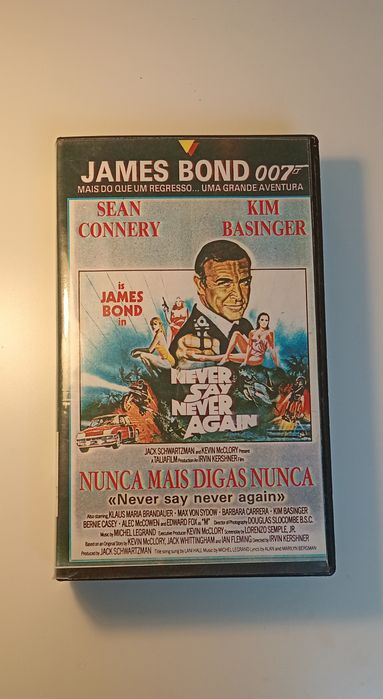 JAMES BOND 007
MAIS DO QUE UM REGRESSO... UMA GRANDE AVENTURA
SEAN CONNERY
KIM BASINGER
is
JAMES
BOND
in
NEVER
SAY
NEVER
AGAIN
JACK SCHWARTZMAN and KEVIN McCLORY Present
A TALIAFILM Production An IRVIN KERSHNER Film
NUNCA MAIS DIGAS NUNCA
«Never say never again»
Also starring KLAUS MARIA BRANDAUER · MAX VON SYDOW · BARBARA CARRERA · KIM BASINGER
BERNIE CASEY · ALEC McCOWEN and EDWARD FOX as "M" Director of Photography DOUGLAS SLOCOMBE B.S.C.
Music by MICHEL LEGRAND Executive Producer KEVIN McCLORY Screenplay by LORENZO SEMPLE, JR.
Based on an Original Story by KEVIN McCLORY, JACK WHITTINGHAM and IAN FLEMING Directed by IRVIN KERSHNER
Produced by JACK SCHWARTZMAN Title song sung by LANI HALL Music by MICHEL LEGRAND Lyrics by ALAN and MARILYN BERGMAN